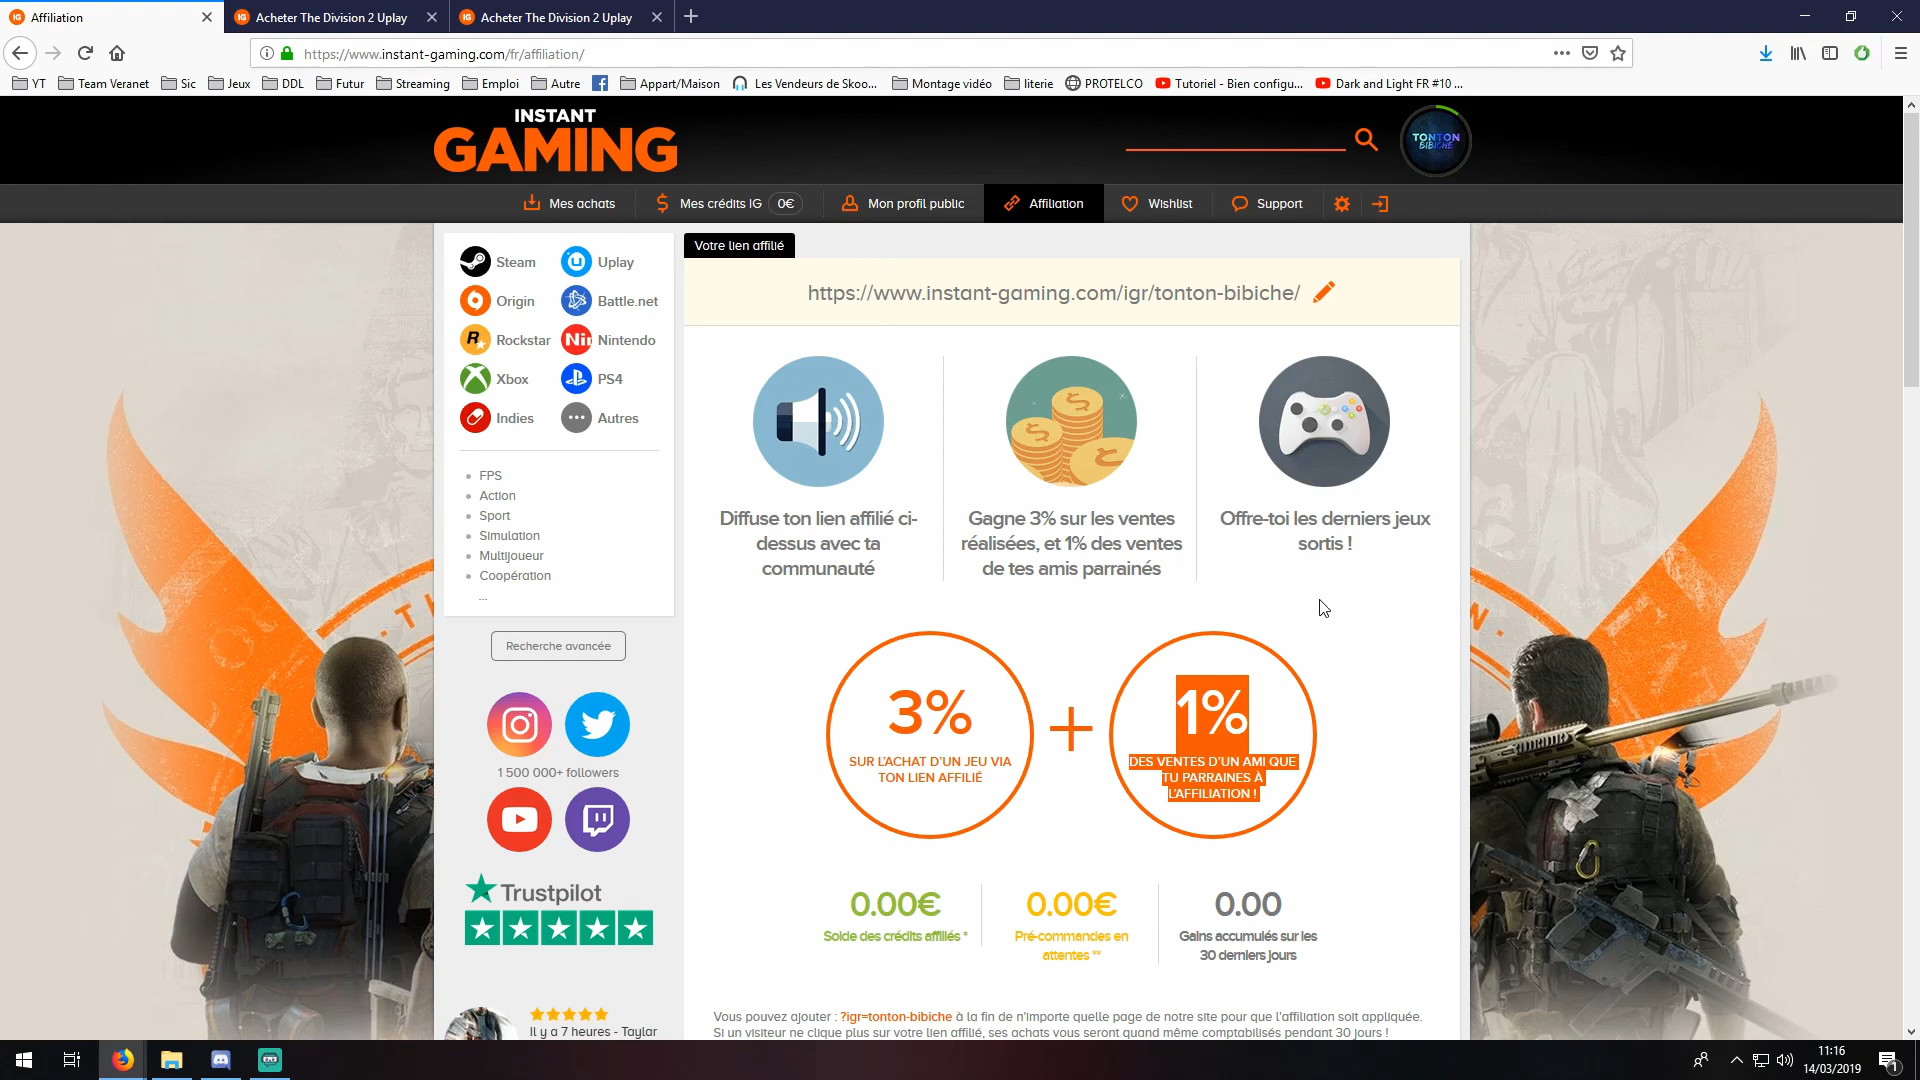 Affiliation
Acheter The Division 2 Uplay
Acheter The Division 2 Uplay
https://www.instant-gaming.com/fr/affiliation/
YT
Team Veranet
Sic
Jeux
DDL
Futur
Streaming
Emploi
Autre
Appart/Maison
Les Vendeurs de Skoo...
Montage vidéo
literie
PROTELCO
Tutoriel - Bien configu...
Dark and Light FR #10 ...
INSTANT
GAMING
TONTON
BIBICHE
Mes achats
Mes crédits IG 0€
Mon profil public
Affiliation
Wishlist
Support
Steam
Uplay
Origin
Battle.net
Rockstar
Nintendo
Xbox
PS4
Indies
Autres
FPS
Action
Sport
Simulation
Multijoueur
Coopération
...
Recherche avancée
1 500 000+ followers
Trustpilot
Il y a 7 heures - Taylar
Votre lien affilié
https://www.instant-gaming.com/igr/tonton-bibiche/
Diffuse ton lien affilié ci-
dessus avec ta
communauté
Gagne 3% sur les ventes
réalisées, et 1% des ventes
de tes amis parrainés
Offre-toi les derniers jeux
sortis !
3%
SUR L'ACHAT D'UN JEU VIA
TON LIEN AFFILIÉ
+
1%
DES VENTES D'UN AMI QUE
TU PARRAINES À
L'AFFILIATION !
0.00€
Solde des crédits affiliés *
0.00€
Pré-commandes en
attentes **
0.00
Gains accumulés sur les
30 derniers jours
Vous pouvez ajouter : ?igr=tonton-bibiche à la fin de n'importe quelle page de notre site pour que l'affiliation soit appliquée.
Si un visiteur ne clique plus sur votre lien affilié, ses achats vous seront quand même comptabilisés pendant 30 jours !
11:16
14/03/2019
1